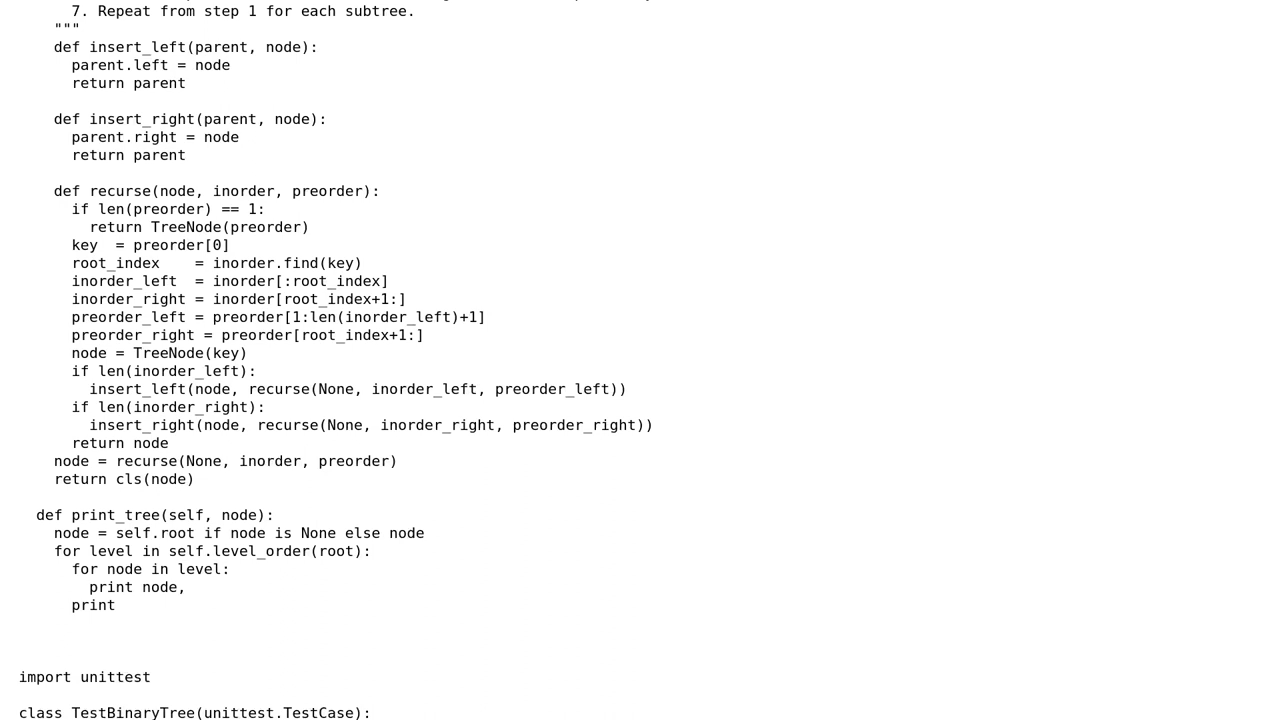 7. Repeat from step 1 for each subtree.
"""
def insert_left(parent, node):
parent.left = node
return parent
def insert_right(parent, node):
parent.right = node
return parent
def recurse(node, inorder, preorder):
if len(preorder) == 1:
return TreeNode(preorder)
key  = preorder[0]
root_index    = inorder.find(key)
inorder_left  = inorder[:root_index]
inorder_right = inorder[root_index+1:]
preorder_left = preorder[1:len(inorder_left)+1]
preorder_right = preorder[root_index+1:]
node = TreeNode(key)
if len(inorder_left):
insert_left(node, recurse(None, inorder_left, preorder_left))
if len(inorder_right):
insert_right(node, recurse(None, inorder_right, preorder_right))
return node
node = recurse(None, inorder, preorder)
return cls(node)
def print_tree(self, node):
node = self.root if node is None else node
for level in self.level_order(root):
for node in level:
print node,
print
import unittest
class TestBinaryTree(unittest.TestCase):